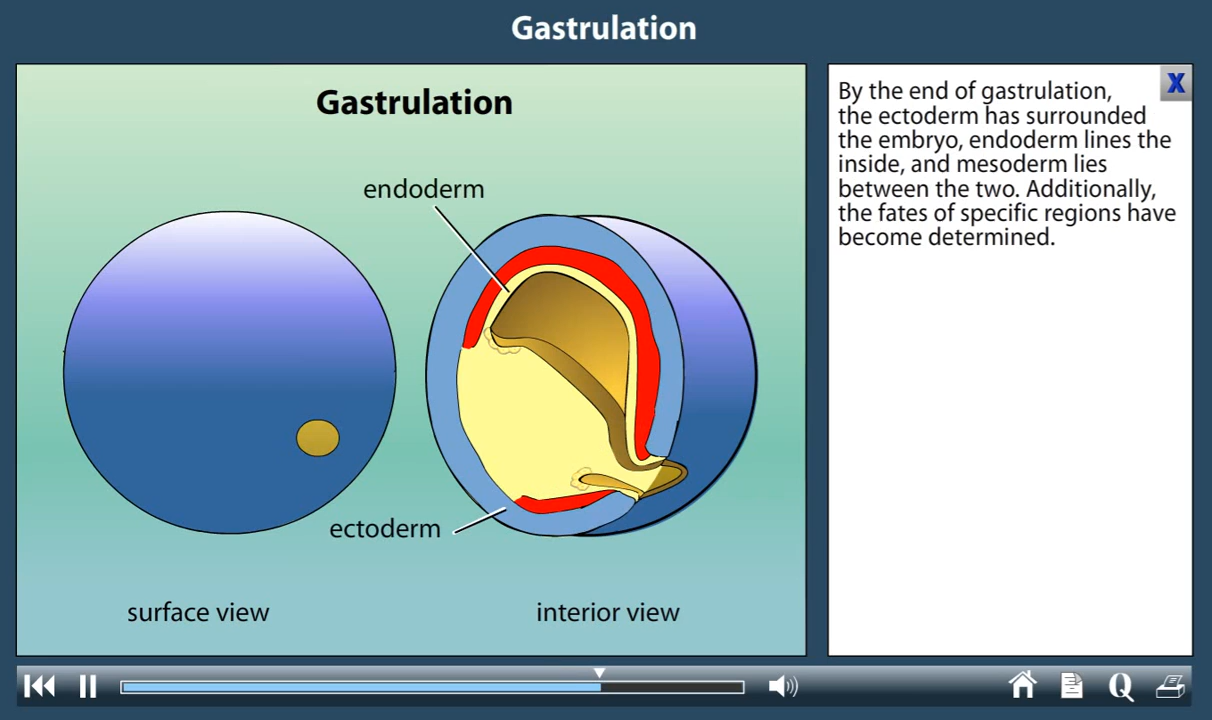 Gastrulation
Gastrulation
endoderm
ectoderm
surface view
interior view
X
By the end of gastrulation,
the ectoderm has surrounded
the embryo, endoderm lines the
inside, and mesoderm lies
between the two. Additionally,
the fates of specific regions have
become determined.
Q